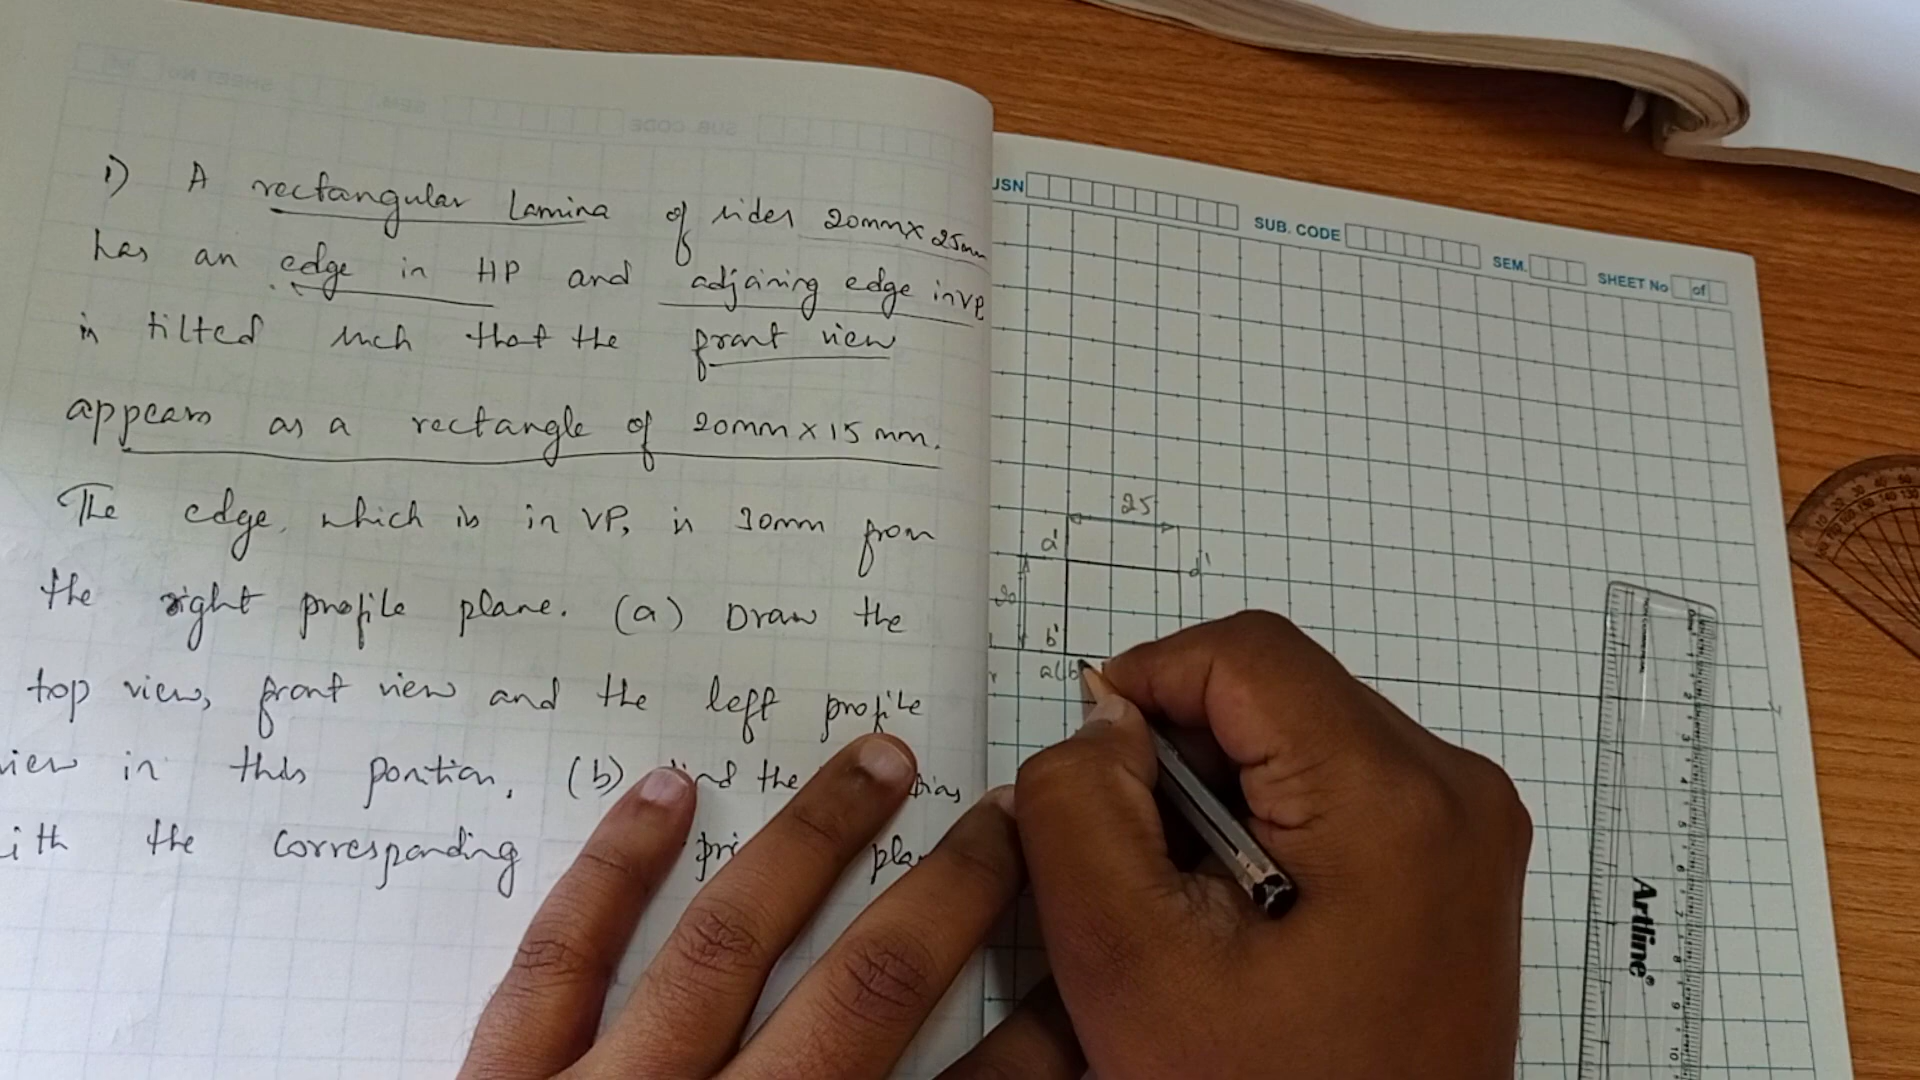 1) A rectangular Lamina of sides 20mm x 25mm
has an edge in HP and adjoining edge in VP
is tilted such that the front view
appears as a rectangle of 20mm x 15 mm.
The edge, which is in VP, is 30mm from
the right profile plane. (a) Draw the
top view, front view and the left profile
in this position, (b) the
the corresponding
USN
SUB. CODE
SEM.
SHEET No of
25
a'
d'
20
b'
a(b
Artline